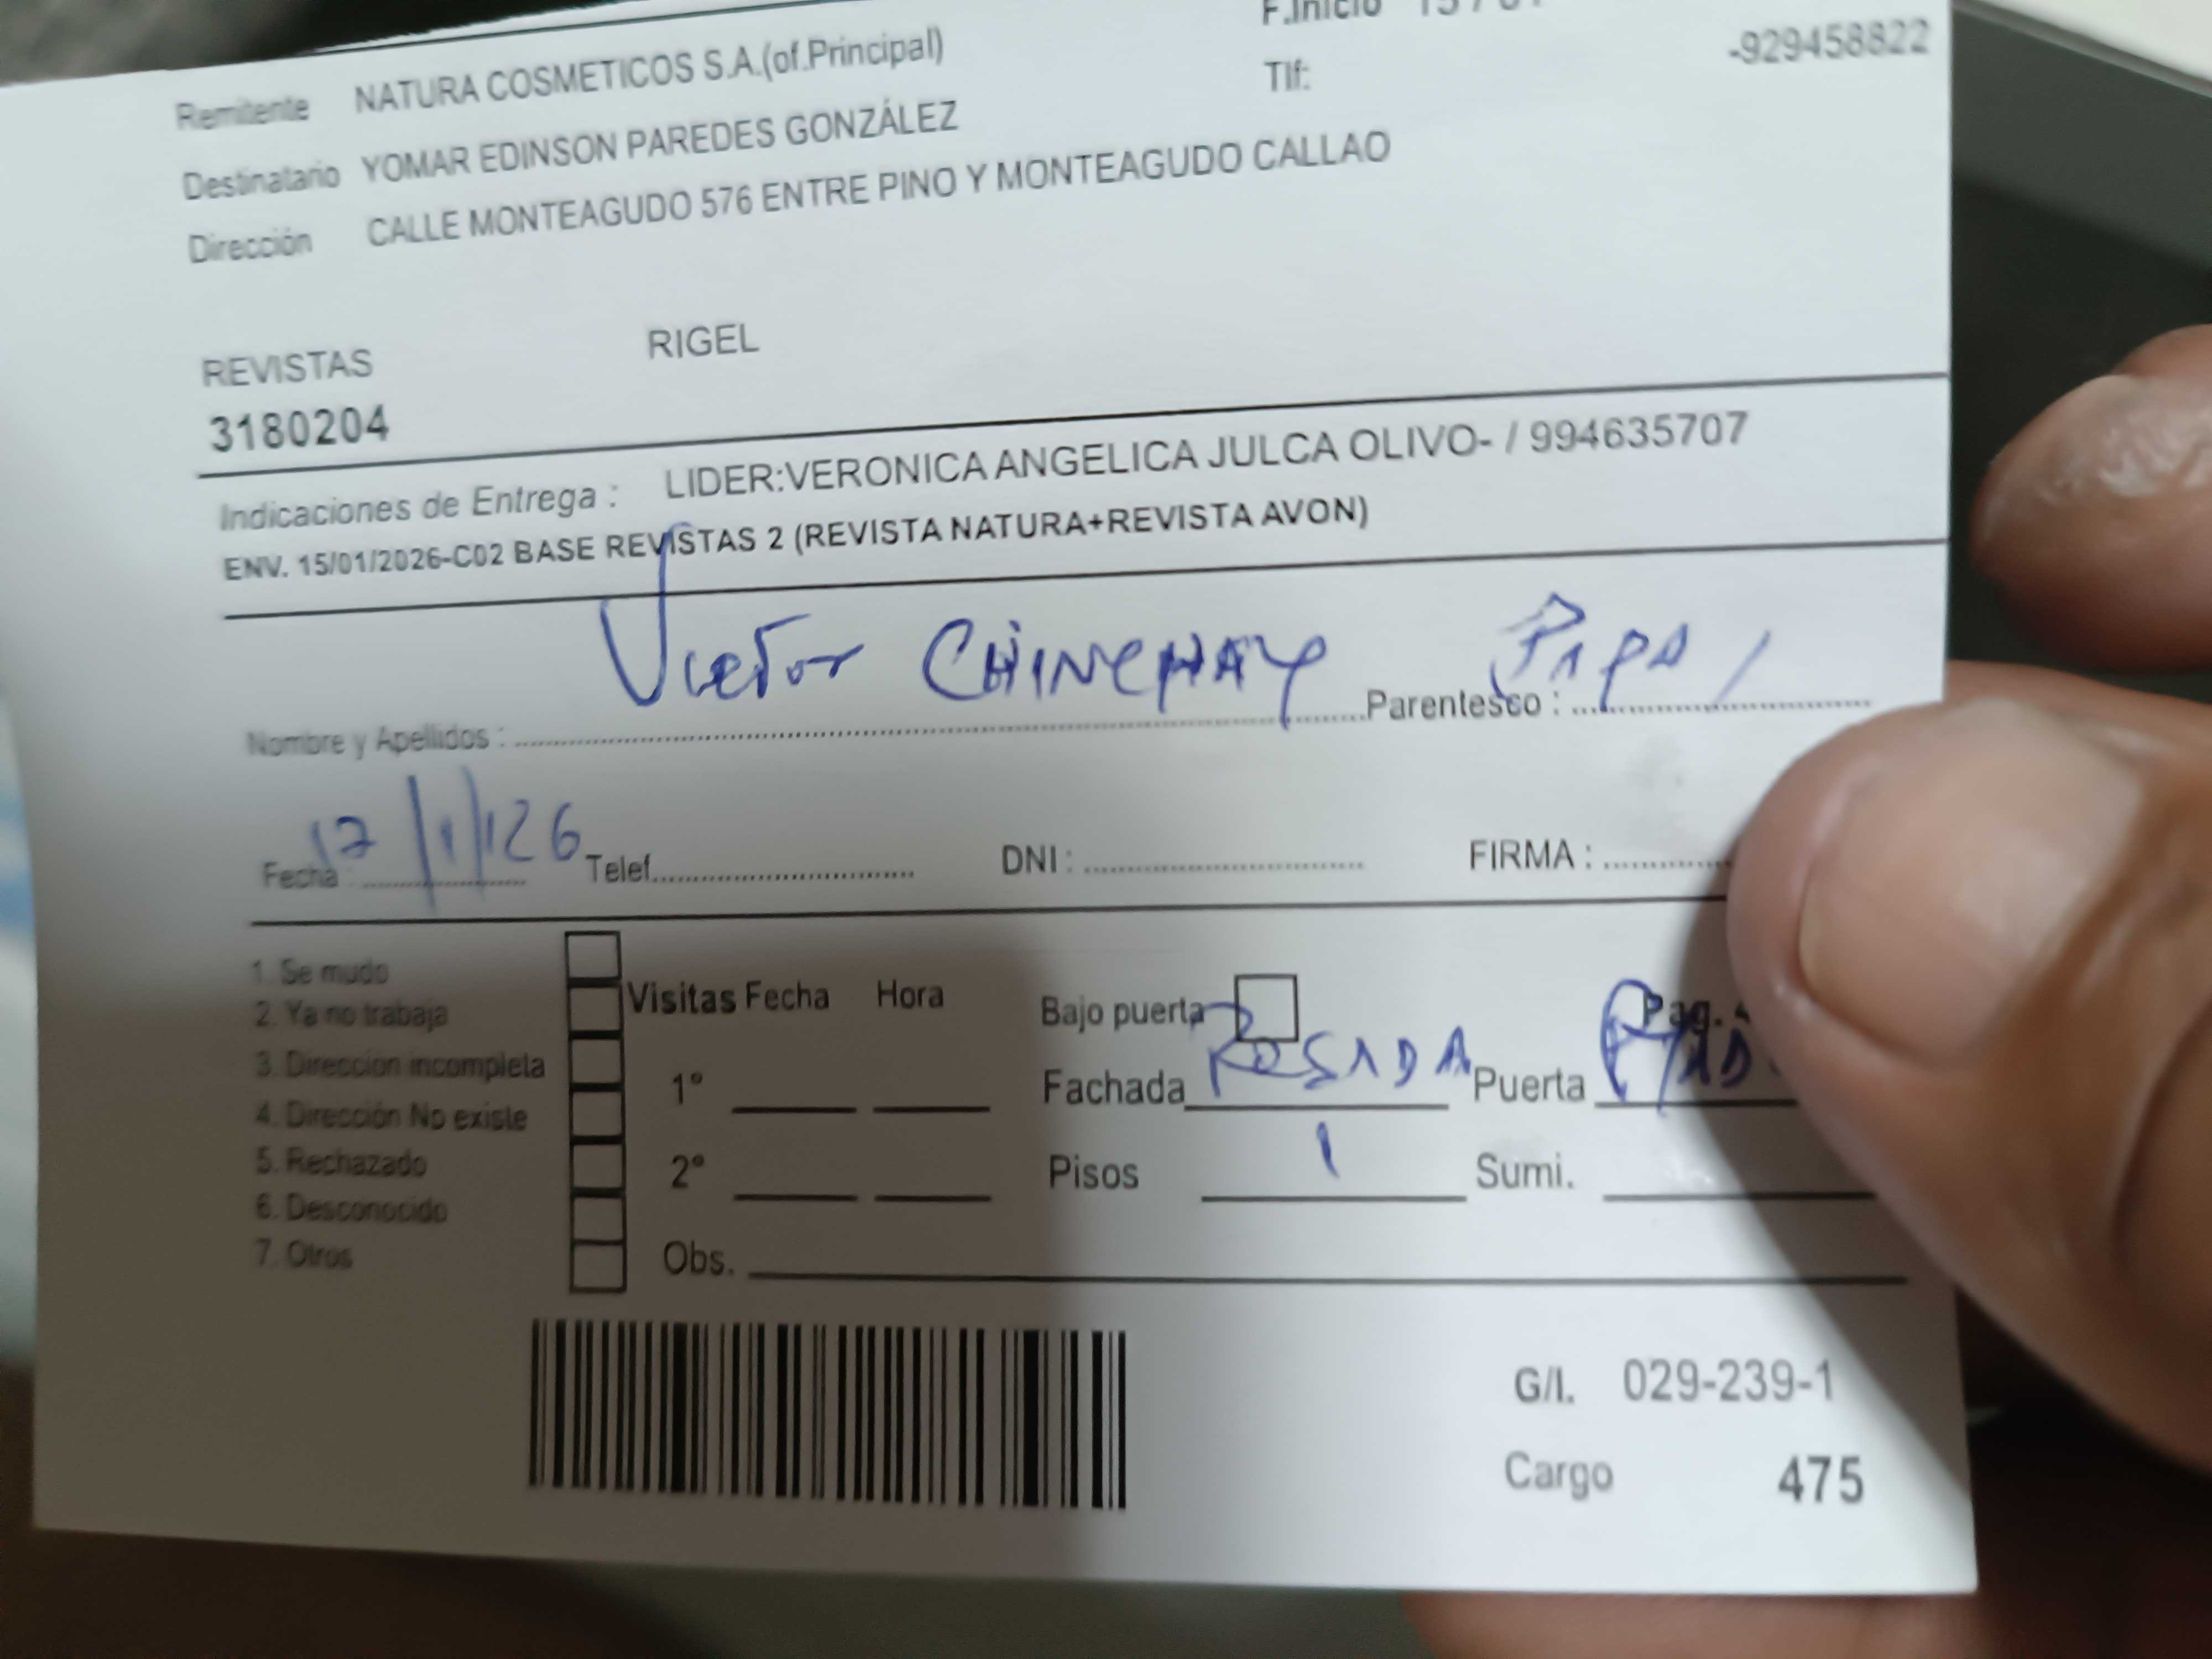 F.Inicio 15 / 01
Remitente NATURA COSMETICOS S.A.(of.Principal) Tlf: -929458822
Destinatario YOMAR EDINSON PAREDES GONZÁLEZ
Dirección CALLE MONTEAGUDO 576 ENTRE PINO Y MONTEAGUDO CALLAO
REVISTAS RIGEL
3180204
Indicaciones de Entrega : LIDER:VERONICA ANGELICA JULCA OLIVO- / 994635707
ENV. 15/01/2026-C02 BASE REVISTAS 2 (REVISTA NATURA+REVISTA AVON)
Nombre y Apellidos : Victor CHINCHAY Parentesco : PAPA
Fecha : 17/1/26 Telef. DNI : FIRMA :
1. Se mudo
2. Ya no trabaja
3. Dirección incompleta
4. Dirección No existe
5. Rechazado
6. Desconocido
7. Otros
Visitas Fecha Hora
1°
2°
Obs.
Bajo puerta Pag.
Fachada ROSADA Puerta
Pisos 1 Sumi.
G/I. 029-239-1
Cargo 475